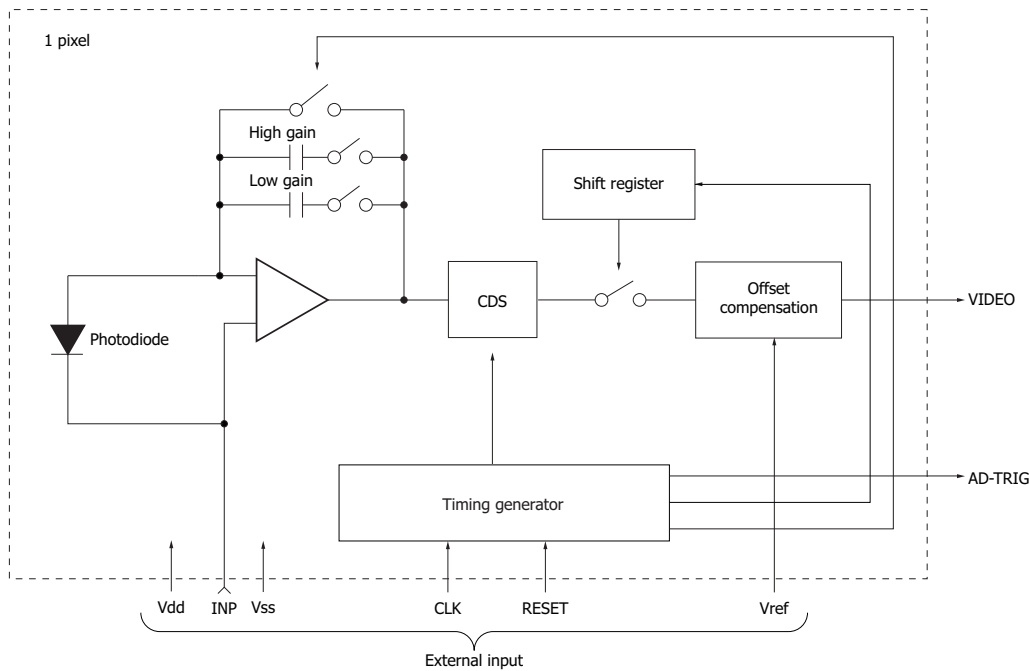 1 pixel
High gain
Low gain
Shift register
Photodiode
CDS
Offset
compensation
VIDEO
Timing generator
AD-TRIG
Vdd
INP
Vss
CLK
RESET
Vref
External input